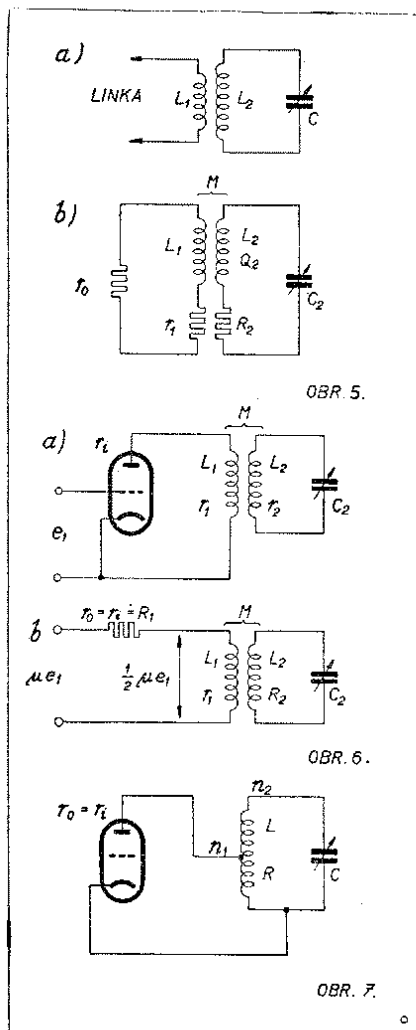 a)
LINKA
L₁
L₂
C
M
b)
r₀
L₁
L₂
Q₂
r₁
R₂
C₂
OBR. 5.
a)
rᵢ
M
e₁
L₁
r₁
L₂
r₂
C₂
b
r₀ = rᵢ ≐ R₁
M
μe₁
½ μe₁
L₁
r₁
L₂
R₂
C₂
OBR. 6.
r₀ = rᵢ
n₂
L
n₁
R
C
OBR. 7.